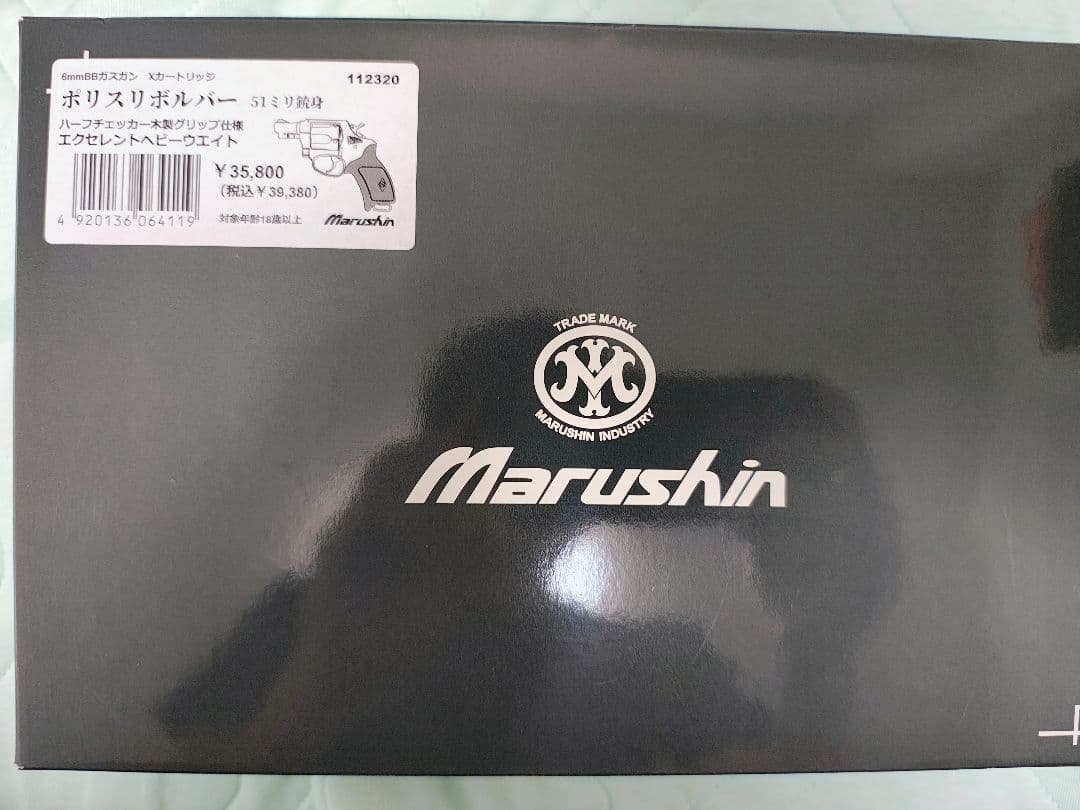 6mmBBガスガン Xカートリッジ 112320
ポリスリボルバー 51ミリ銃身
ハーフチェッカー木製グリップ仕様
エクセレントヘビーウエイト
￥35,800
（税込￥39,380）
4 920136 064119
対象年齢18歳以上 Marushin
TRADE MARK
M
MARUSHIN INDUSTRY
Marushin